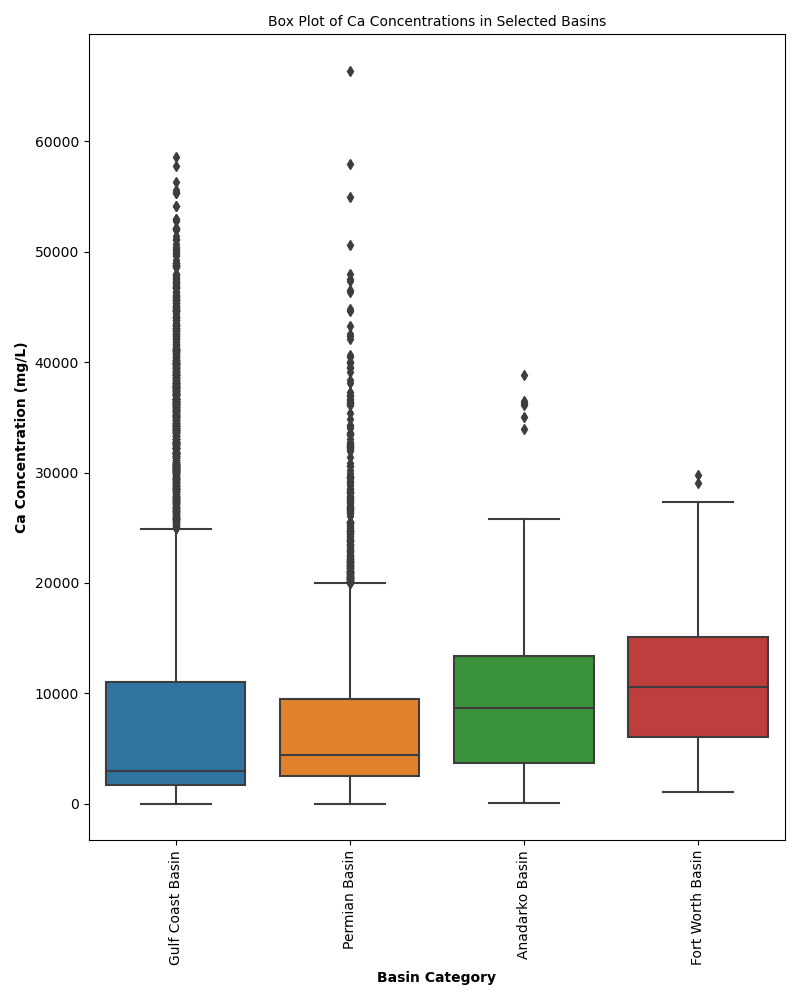 Box Plot of Ca Concentrations in Selected Basins
Ca Concentration (mg/L)
60000
50000
40000
30000
20000
10000
0
Gulf Coast Basin
Permian Basin
Anadarko Basin
Fort Worth Basin
Basin Category